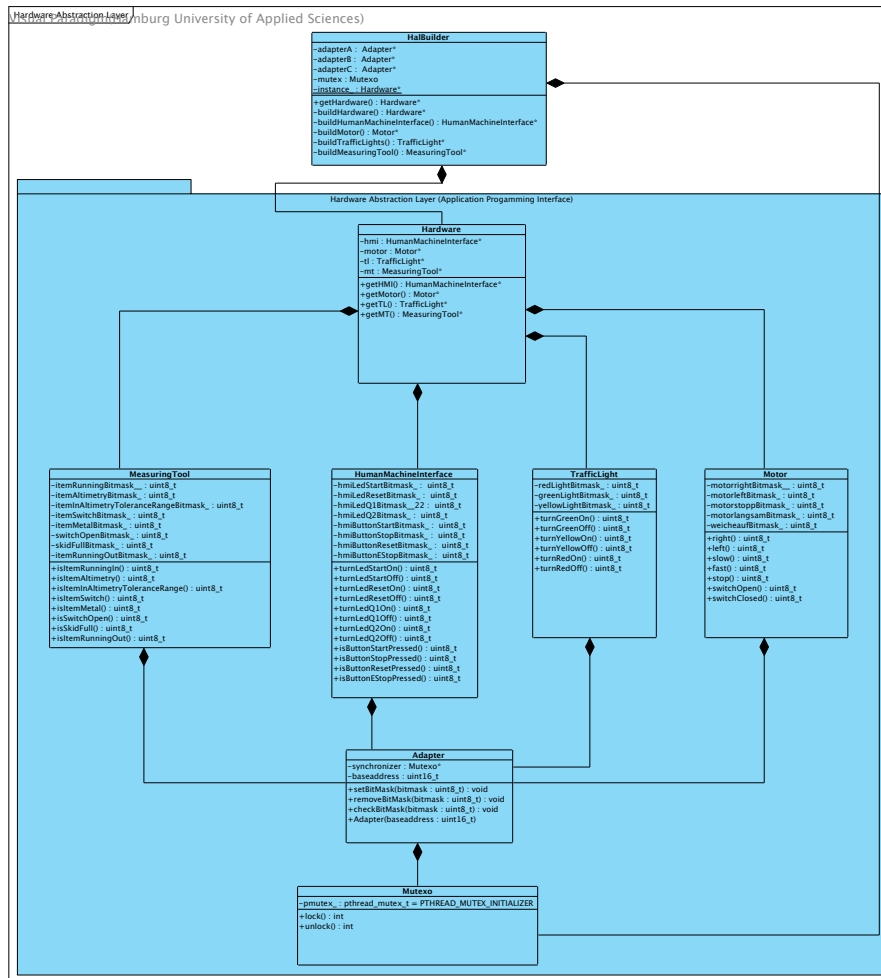 Hardware Abstraction Layer
Visual Paradigm(Hamburg University of Applied Sciences)
HalBuilder
-adapterA : Adapter*
-adapterB : Adapter*
-adapterC : Adapter*
-mutex : Mutexo
-instance_ : Hardware*
+getHardware() : Hardware*
-buildHardware() : Hardware*
-buildHumanMachineInterface() : HumanMachineInterface*
-buildMotor() : Motor*
-buildTrafficLights() : TrafficLight*
-buildMeasuringTool() : MeasuringTool*
Hardware Abstraction Layer (Application Progamming Interface)
Hardware
-hmi : HumanMachineInterface*
-motor : Motor*
-tl : TrafficLight*
-mt : MeasuringTool*
+getHMI() : HumanMachineInterface*
+getMotor() : Motor*
+getTL() : TrafficLight*
+getMT() : MeasuringTool*
MeasuringTool
-itemRunningBitmask__ : uint8_t
-itemAltimetryBitmask_ : uint8_t
-itemInAltimetryToleranceRangeBitmask_ : uint8_t
-itemSwitchBitmask_ : uint8_t
-itemMetalBitmask_ : uint8_t
-switchOpenBitmask_ : uint8_t
-skidFullBitmask_ : uint8_t
-itemRunningOutBitmask_ : uint8_t
+isItemRunningIn() : uint8_t
+isItemAltimetry() : uint8_t
+isItemInAltimetryToleranceRange() : uint8_t
+isItemSwitch() : uint8_t
+isItemMetal() : uint8_t
+isSwitchOpen() : uint8_t
+isSkidFull() : uint8_t
+isItemRunningOut() : uint8_t
HumanMachineInterface
-hmiLedStartBitmask_ : uint8_t
-hmiLedResetBitmask_ : uint8_t
-hmiLedQ1Bitmask__22 : uint8_t
-hmiLedQ2Bitmask_ : uint8_t
-hmiButtonStartBitmask_ : uint8_t
-hmiButtonStopBitmask_ : uint8_t
-hmiButtonResetBitmask_ : uint8_t
-hmiButtonEStopBitmask_ : uint8_t
+turnLedStartOn() : uint8_t
+turnLedStartOff() : uint8_t
+turnLedResetOn() : uint8_t
+turnLedResetOff() : uint8_t
+turnLedQ1On() : uint8_t
+turnLedQ1Off() : uint8_t
+turnLedQ2On() : uint8_t
+turnLedQ2Off() : uint8_t
+isButtonStartPressed() : uint8_t
+isButtonStopPressed() : uint8_t
+isButtonResetPressed() : uint8_t
+isButtonEStopPressed() : uint8_t
TrafficLight
-redLightBitmask_ : uint8_t
-greenLightBitmask_ : uint8_t
-yellowLightBitmask_ : uint8_t
+turnGreenOn() : uint8_t
+turnGreenOff() : uint8_t
+turnYellowOn() : uint8_t
+turnYellowOff() : uint8_t
+turnRedOn() : uint8_t
+turnRedOff() : uint8_t
Motor
-motorrightBitmask__ : uint8_t
-motorleftBitmask_ : uint8_t
-motorstoppBitmask_ : uint8_t
-motorlangsamBitmask_ : uint8_t
-weicheaufBitmask_ : uint8_t
+right() : uint8_t
+left() : uint8_t
+slow() : uint8_t
+fast() : uint8_t
+stop() : uint8_t
+switchOpen() : uint8_t
+switchClosed() : uint8_t
Adapter
-synchronizer : Mutexo*
-baseaddress : uint16_t
+setBitMask(bitmask : uint8_t) : void
+removeBitMask(bitmask : uint8_t) : void
+checkBitMask(bitmask : uint8_t) : void
+Adapter(baseaddress : uint16_t)
Mutexo
-pmutex_ : pthread_mutex_t = PTHREAD_MUTEX_INITIALIZER
+lock() : int
+unlock() : int